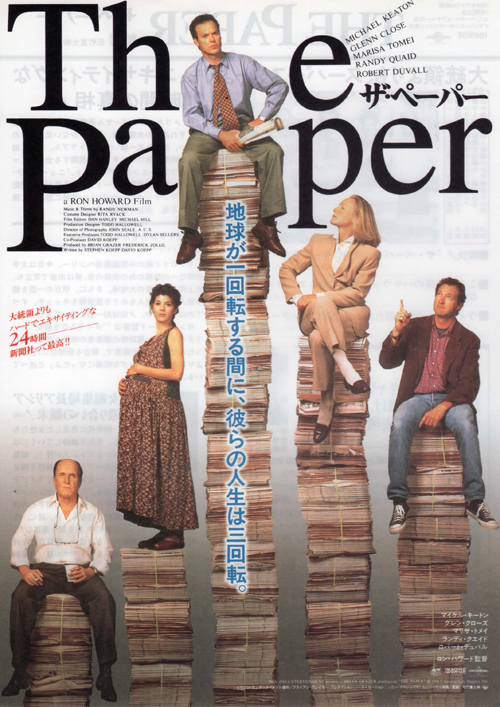 The
Paper
MICHAEL KEATON
GLENN CLOSE
MARISA TOMEI
RANDY QUAID
ROBERT DUVALL
ザ・ペーパー
a RON HOWARD Film
Music & Theme by RANDY NEWMAN
Costume Designer RITA RYACK
Film Editors DAN HANLEY, MICHAEL HILL
Production Designer TODD HALLOWELL
Director of Photography JOHN SEALE, A.C.S.
Executive Producers TODD HALLOWELL, DYLAN SELLERS
Co-Producer DAVID KOEPP
Produced by BRIAN GRAZER FREDERICK ZOLLO
Written by STEPHEN KOEPP DAVID KOEPP
地球が一回転する間に、彼らの人生は三回転。
大統領よりも
ハードでエキサイティングな
24時間
新聞社って最高!!
マイケル・キートン
グレン・クローズ
マリサ・トメイ
ランディ・クエイド
ロバート・デュバル
ロン・ハワード監督